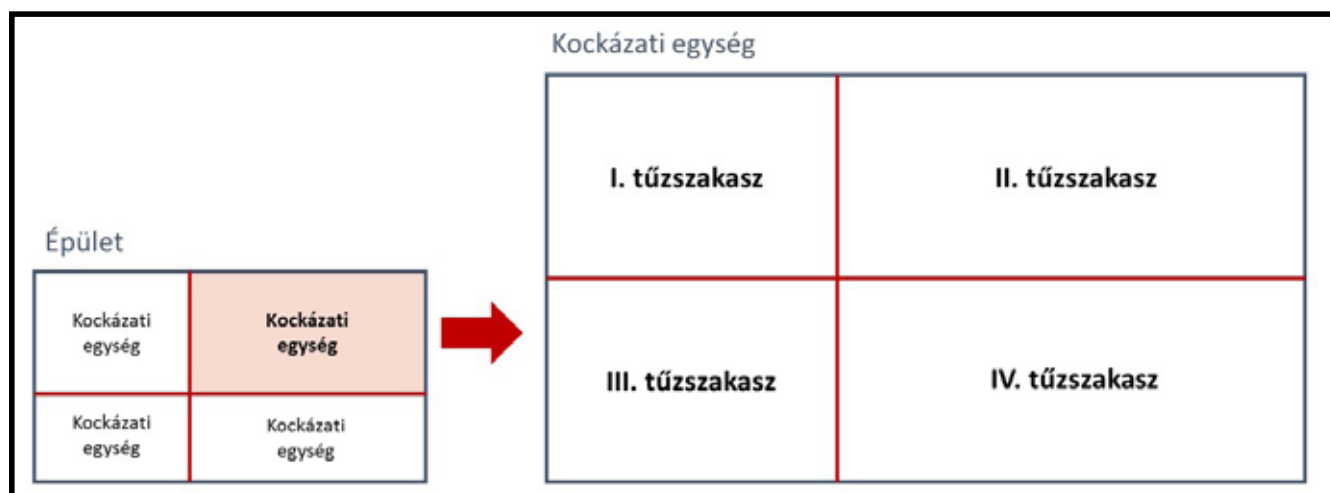 Kockázati egység
I. tűzszakasz
II. tűzszakasz
III. tűzszakasz
IV. tűzszakasz
Épület
Kockázati
egység
Kockázati
egység
Kockázati
egység
Kockázati
egység